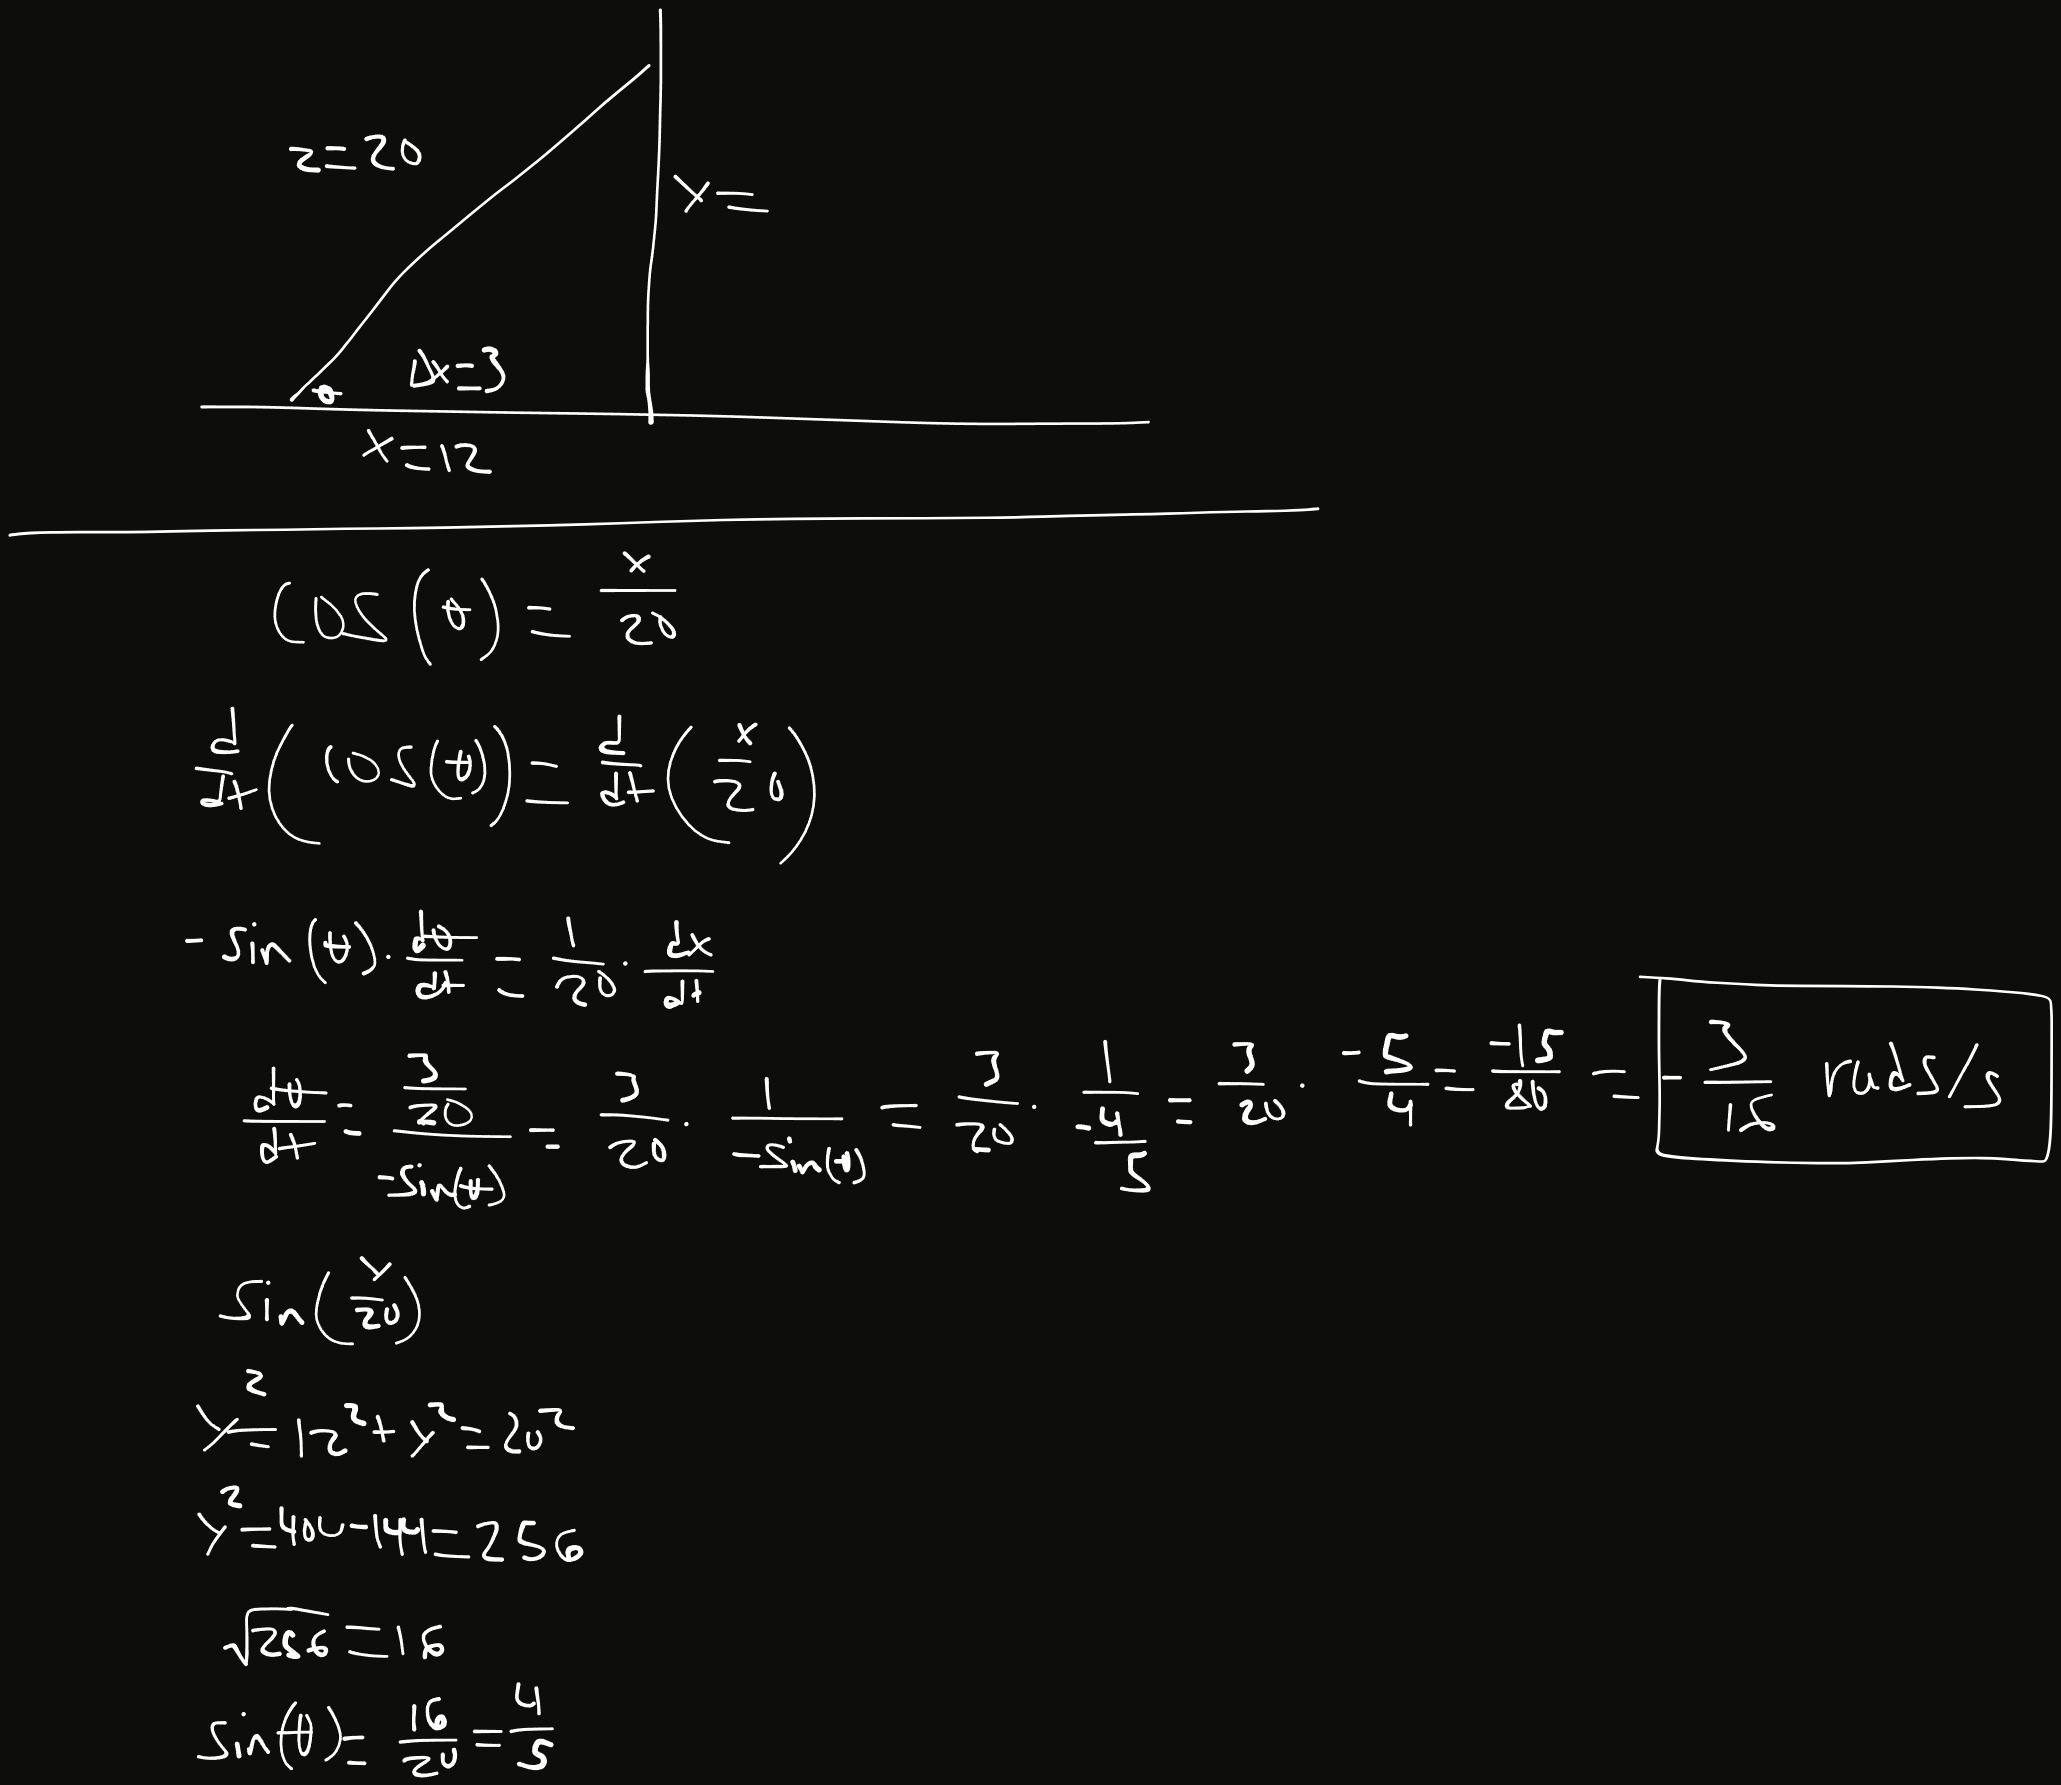 z=20
y=
Δx=3
θ
x=12
cos(θ) = x/20
d/dt(cos(θ)) = d/dt(x/20)
-sin(θ)·dθ/dt = 1/20·dx/dt
dθ/dt = (3/20)/(-sin(θ)) = 3/20·1/(-sin(θ)) = 3/20·1/(-4/5) = 3/20·-5/4 = -15/80 = -3/16 rads/s
sin(y/20)
y²=12²+y²=20²
y²=400-144=256
√256=16
sin(θ)=16/20=4/5